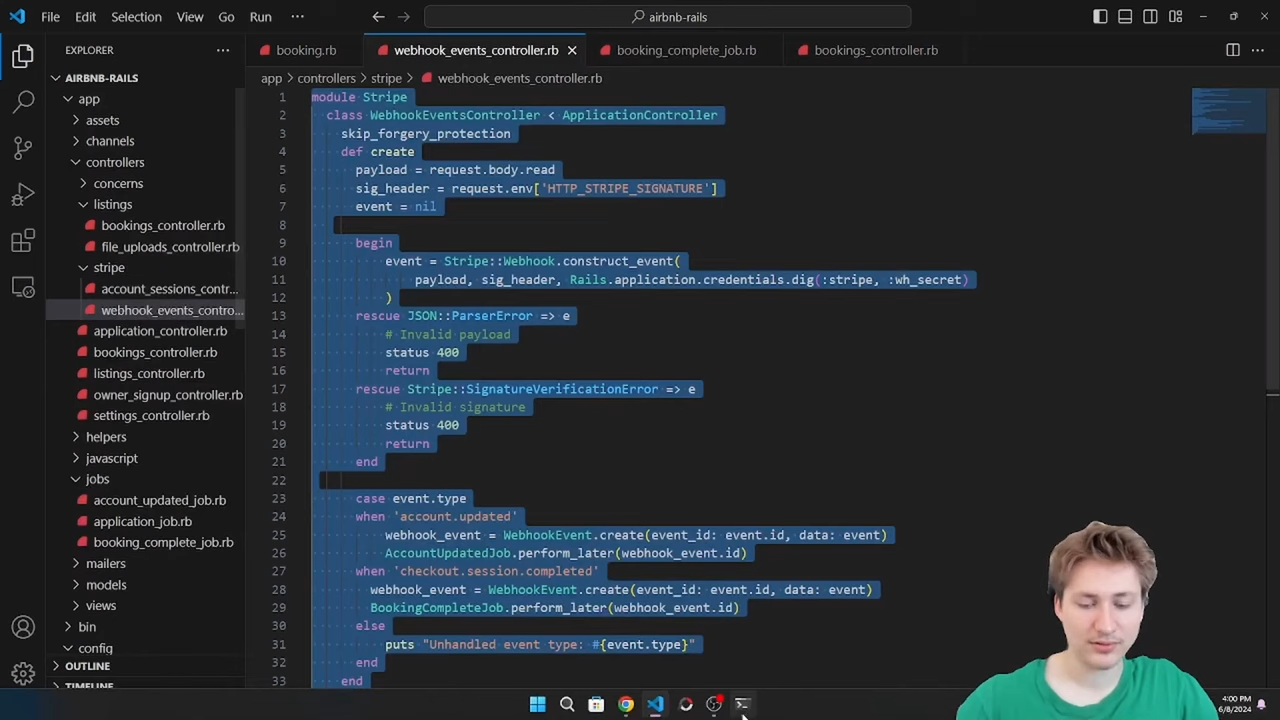 File Edit Selection View Go Run ··· airbnb-rails
EXPLORER ···
booking.rb webhook_events_controller.rb booking_complete_job.rb bookings_controller.rb
app > controllers > stripe > webhook_events_controller.rb
AIRBNB-RAILS
app
assets
channels
controllers
concerns
listings
bookings_controller.rb
file_uploads_controller.rb
stripe
account_sessions_contr...
webhook_events_contro...
application_controller.rb
bookings_controller.rb
listings_controller.rb
owner_signup_controller.rb
settings_controller.rb
helpers
javascript
jobs
account_updated_job.rb
application_job.rb
booking_complete_job.rb
mailers
models
views
bin
config
OUTLINE
TIMELINE
1 module Stripe
2 class WebhookEventsController < ApplicationController
3 skip_forgery_protection
4 def create
5 payload = request.body.read
6 sig_header = request.env['HTTP_STRIPE_SIGNATURE']
7 event = nil
8
9 begin
10 event = Stripe::Webhook.construct_event(
11 payload, sig_header, Rails.application.credentials.dig(:stripe, :wh_secret)
12 )
13 rescue JSON::ParserError => e
14 # Invalid payload
15 status 400
16 return
17 rescue Stripe::SignatureVerificationError => e
18 # Invalid signature
19 status 400
20 return
21 end
22
23 case event.type
24 when 'account.updated'
25 webhook_event = WebhookEvent.create(event_id: event.id, data: event)
26 AccountUpdatedJob.perform_later(webhook_event.id)
27 when 'checkout.session.completed'
28 webhook_event = WebhookEvent.create(event_id: event.id, data: event)
29 BookingCompleteJob.perform_later(webhook_event.id)
30 else
31 puts "Unhandled event type: #{event.type}"
32 end
33 end
4:00 PM
6/8/2024